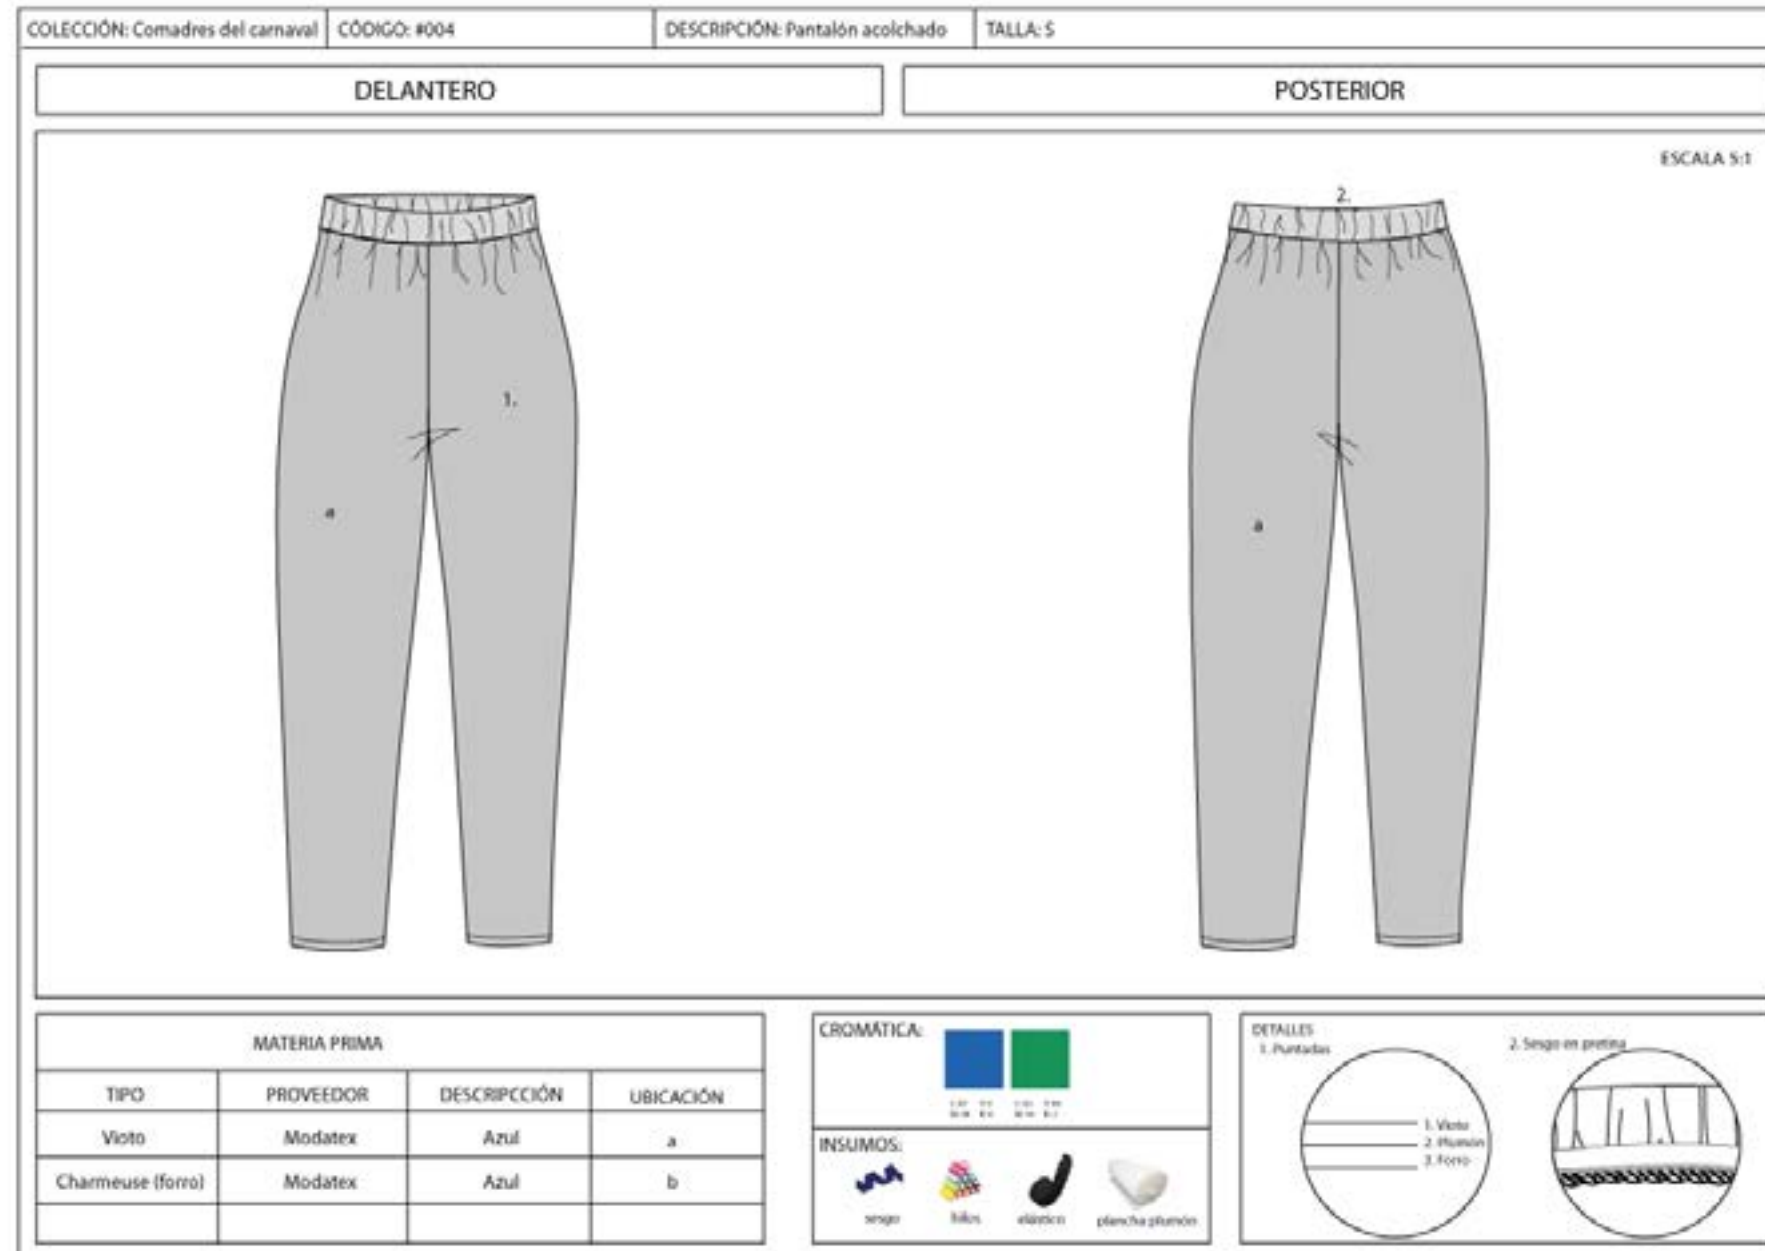 COLECCIÓN: Comadres del carnaval
CÓDIGO: #004
DESCRIPCIÓN: Pantalón acolchado
TALLA: S
DELANTERO
POSTERIOR
ESCALA 5:1
2.
1.
a
a
MATERIA PRIMA
TIPO PROVEEDOR DESCRIPCCIÓN UBICACIÓN
Vioto Modatex Azul a
Charmeuse (forro) Modatex Azul b
CROMÁTICA:
INSUMOS:
sesgo hilos elástico plancha plumón
DETALLES
1. Puntadas
2. Sesgo en pretina
1. Vioto
2. Plumón
3. Forro